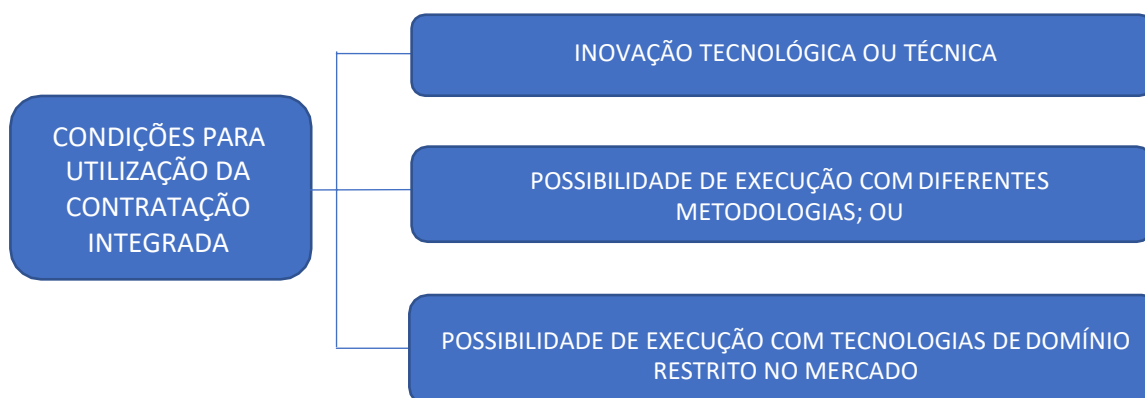 CONDIÇÕES PARA
UTILIZAÇÃO DA
CONTRATAÇÃO
INTEGRADA
INOVAÇÃO TECNOLÓGICA OU TÉCNICA
POSSIBILIDADE DE EXECUÇÃO COM DIFERENTES
METODOLOGIAS; OU
POSSIBILIDADE DE EXECUÇÃO COM TECNOLOGIAS DE DOMÍNIO
RESTRITO NO MERCADO